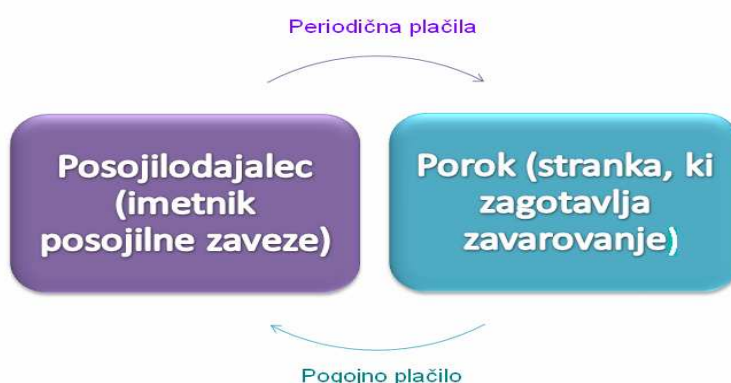 Periodična plačila
Posojilodajalec
(imetnik
posojilne zaveze)
Porok (stranka, ki
zagotavlja
zavarovanje)
Pogojno plačilo